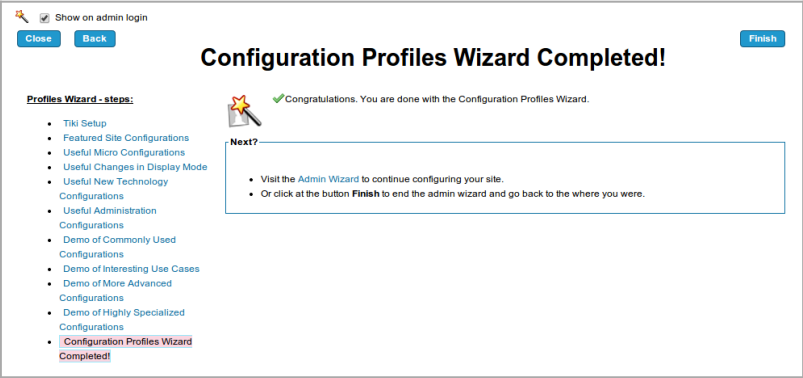 Show on admin login
Close Back Finish
Configuration Profiles Wizard Completed!
Profiles Wizard - steps:
Tiki Setup
Featured Site Configurations
Useful Micro Configurations
Useful Changes in Display Mode
Useful New Technology
Configurations
Useful Administration
Configurations
Demo of Commonly Used
Configurations
Demo of Interesting Use Cases
Demo of More Advanced
Configurations
Demo of Highly Specialized
Configurations
Configuration Profiles Wizard
Completed!
Congratulations. You are done with the Configuration Profiles Wizard.
Next?
Visit the Admin Wizard to continue configuring your site.
Or click at the button Finish to end the admin wizard and go back to the where you were.